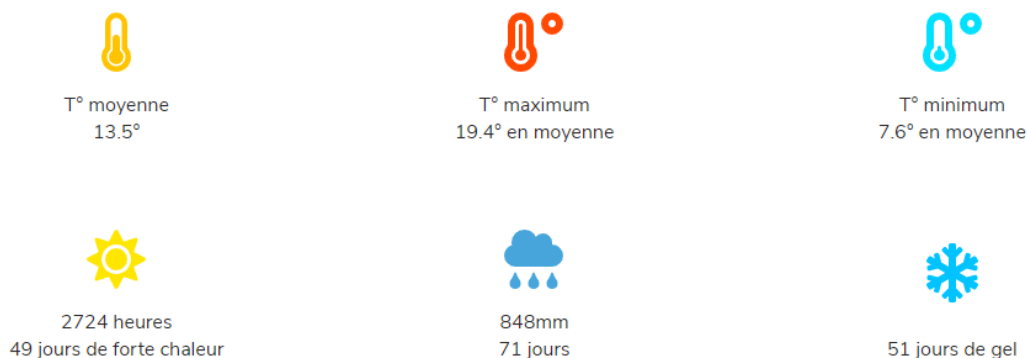 T° moyenne
13.5°
T° maximum
19.4° en moyenne
T° minimum
7.6° en moyenne
2724 heures
49 jours de forte chaleur
848mm
71 jours
51 jours de gel